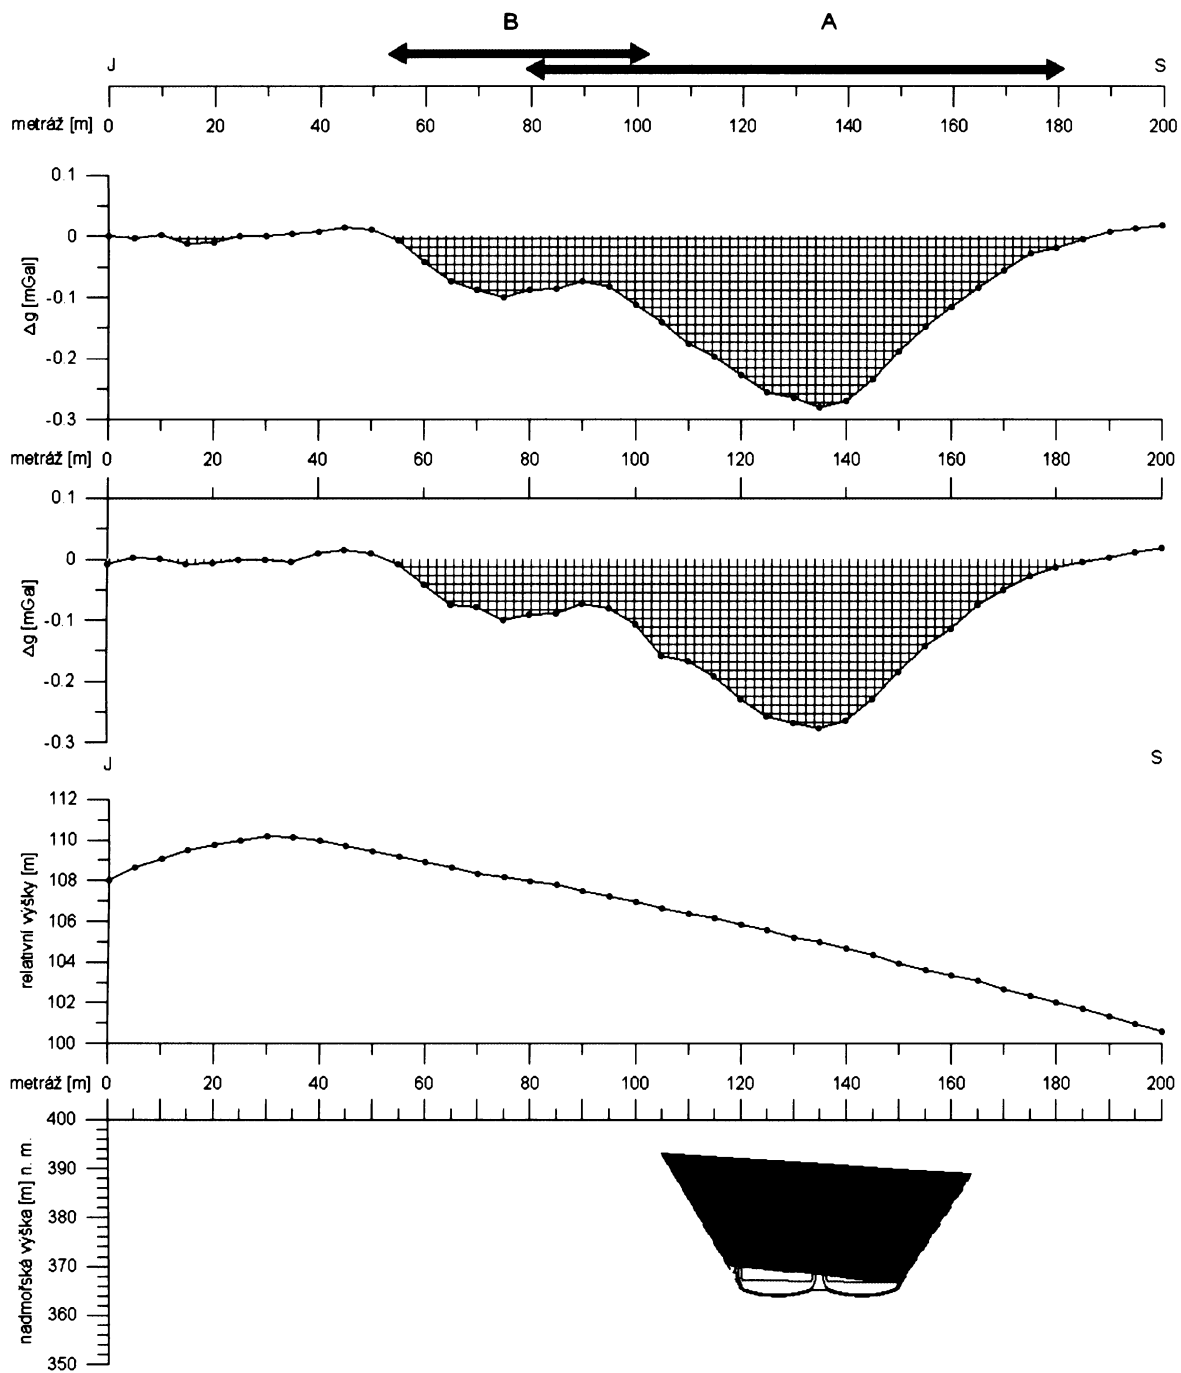 B A
J S
metráž [m] 0 20 40 60 80 100 120 140 160 180 200
0.1
0
-0.1
-0.2
-0.3
Δg [mGal]
metráž [m] 0 20 40 60 80 100 120 140 160 180 200
0.1
0
-0.1
-0.2
-0.3
Δg [mGal]
J S
112
110
108
106
104
102
100
relativní výšky [m]
metráž [m] 0 20 40 60 80 100 120 140 160 180 200
400
390
380
370
360
350
nadmořská výška [m] n. m.